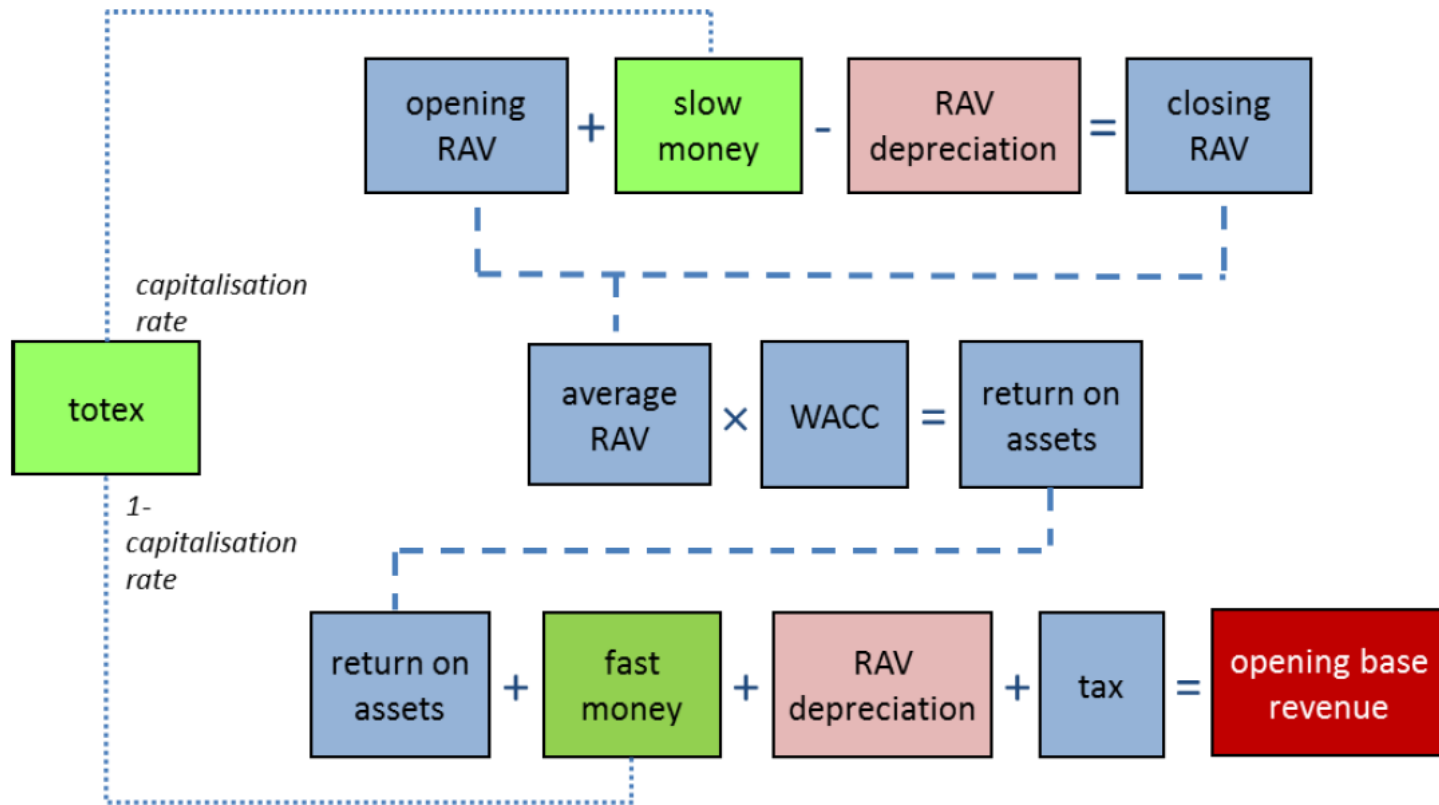 opening
RAV
+
slow
money
-
RAV
depreciation
=
closing
RAV
capitalisation
rate
totex
average
RAV
×
WACC
=
return on
assets
1-
capitalisation
rate
return on
assets
+
fast
money
+
RAV
depreciation
+
tax
=
opening base
revenue